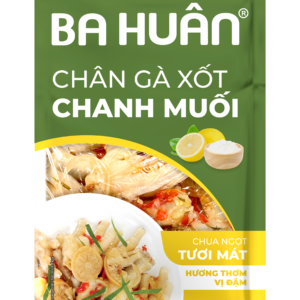 BA HUÂN®
CHÂN GÀ XỐT
CHANH MUỐI
CHUA NGỌT
TƯƠI MÁT
HƯƠNG THƠM
VỊ ĐẬM